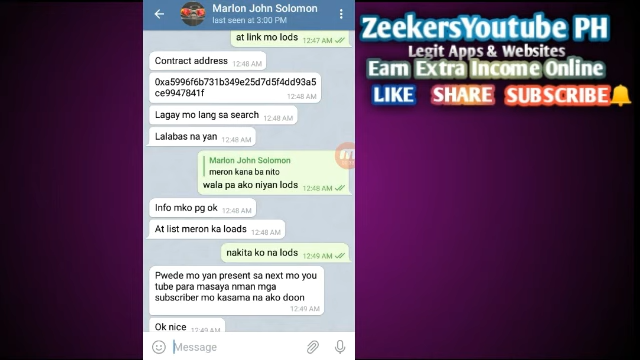 Marlon John Solomon
last seen at 3:00 PM
at link mo lods 12:47 AM
Contract address 12:48 AM
0xa5996f6b731b349e25d7d5f4dd93a5
ce9947841f 12:48 AM
Lagay mo lang sa search 12:48 AM
Lalabas na yan 12:48 AM
Marlon John Solomon
meron kana ba nito
wala pa ako niyan lods 12:48 AM
Info mko pg ok 12:48 AM
At list meron ka loads 12:48 AM
nakita ko na lods 12:49 AM
Pwede mo yan present sa next mo you
tube para masaya nman mga
subscriber mo kasama na ako doon
12:49 AM
Ok nice 12:49 AM
Message
ZeekersYoutube PH
Legit Apps & Websites
Earn Extra Income Online
LIKE SHARE SUBSCRIBE